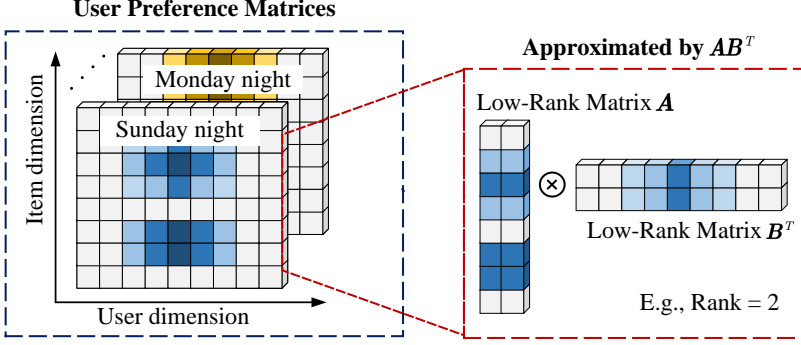 User Preference Matrices
Monday night
Sunday night
Item dimension
User dimension
Approximated by AB^T
Low-Rank Matrix A
⊗
Low-Rank Matrix B^T
E.g., Rank = 2